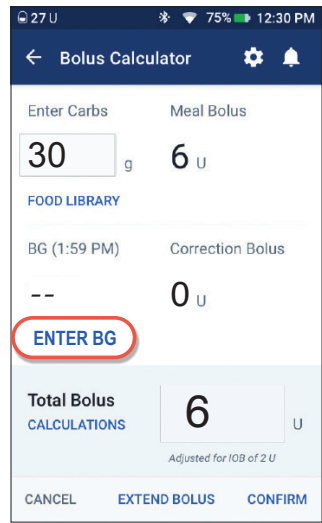 27 U 75% 12:30 PM
← Bolus Calculator
Enter Carbs Meal Bolus
30 g 6 U
FOOD LIBRARY
BG (1:59 PM) Correction Bolus
-- 0 U
ENTER BG
Total Bolus 6 U
CALCULATIONS
Adjusted for IOB of 2 U
CANCEL EXTEND BOLUS CONFIRM